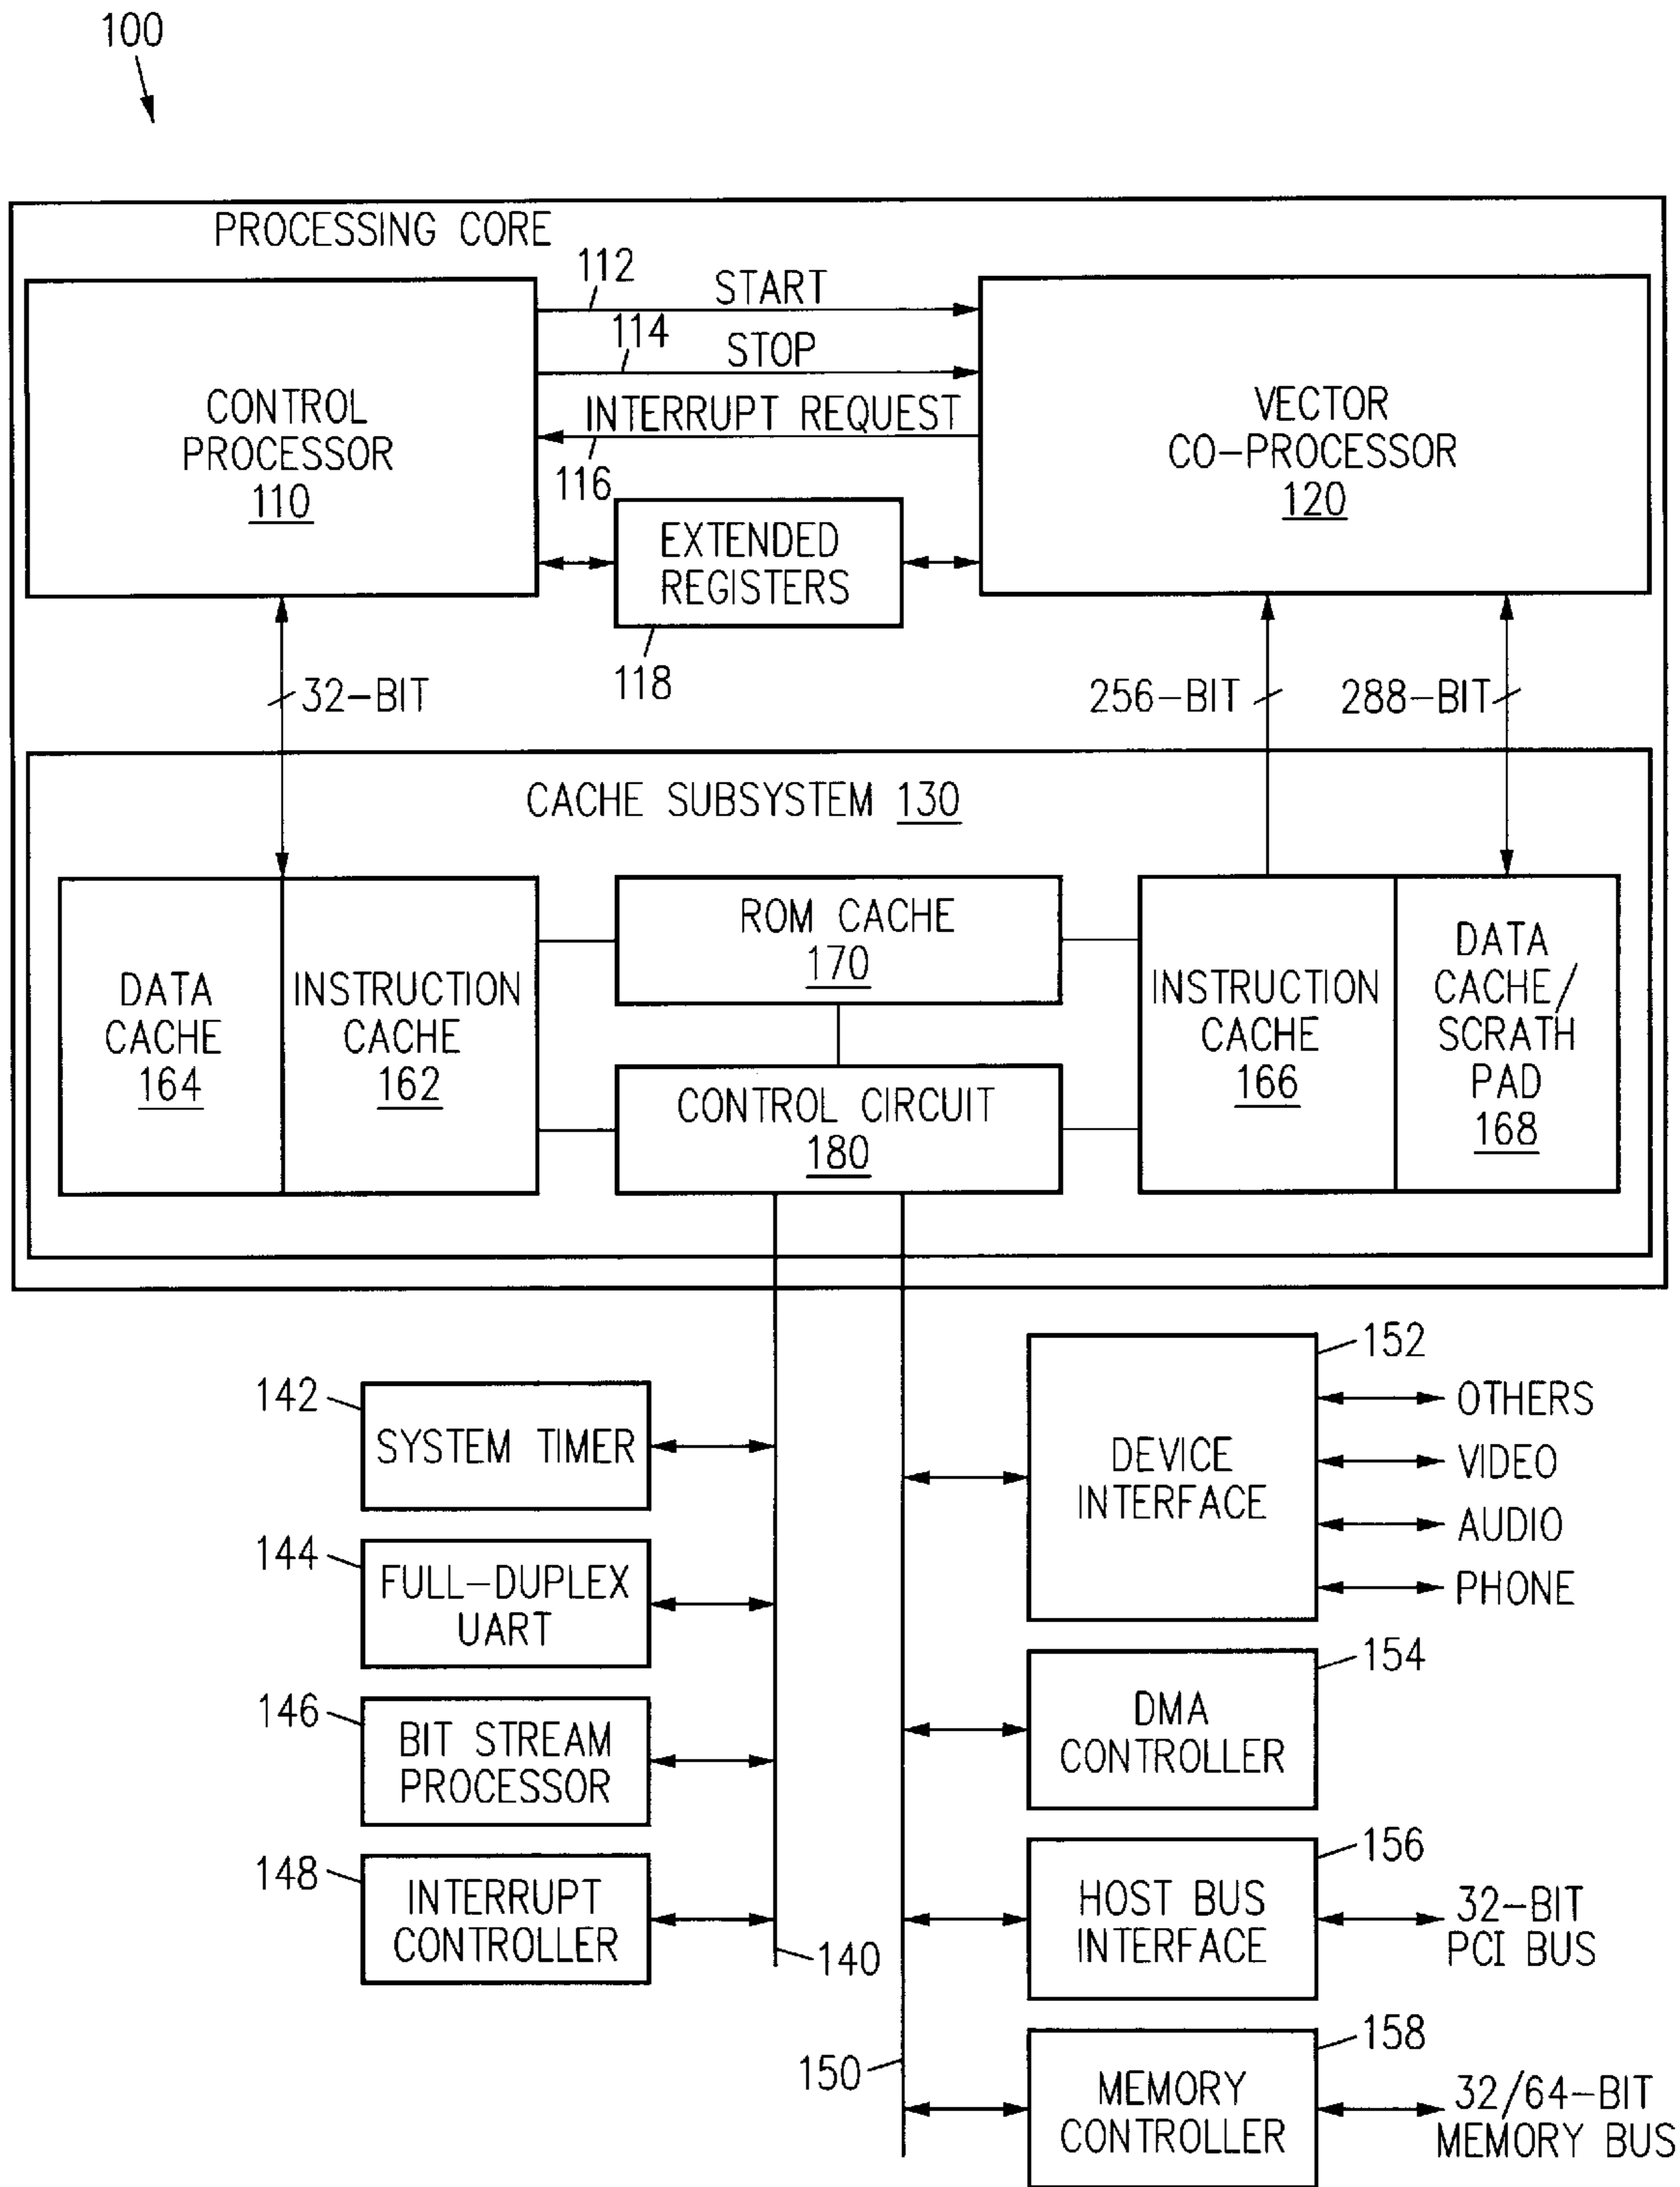 100
PROCESSING CORE
112
START
114
STOP
INTERRUPT REQUEST
116
CONTROL
PROCESSOR
110
VECTOR
CO-PROCESSOR
120
EXTENDED
REGISTERS
118
32-BIT
256-BIT
288-BIT
CACHE SUBSYSTEM 130
DATA
CACHE
164
INSTRUCTION
CACHE
162
ROM CACHE
170
CONTROL CIRCUIT
180
INSTRUCTION
CACHE
166
DATA
CACHE/
SCRATH
PAD
168
142
SYSTEM TIMER
144
FULL-DUPLEX
UART
146
BIT STREAM
PROCESSOR
148
INTERRUPT
CONTROLLER
140
150
152
DEVICE
INTERFACE
OTHERS
VIDEO
AUDIO
PHONE
154
DMA
CONTROLLER
156
HOST BUS
INTERFACE
32-BIT
PCI BUS
158
MEMORY
CONTROLLER
32/64-BIT
MEMORY BUS